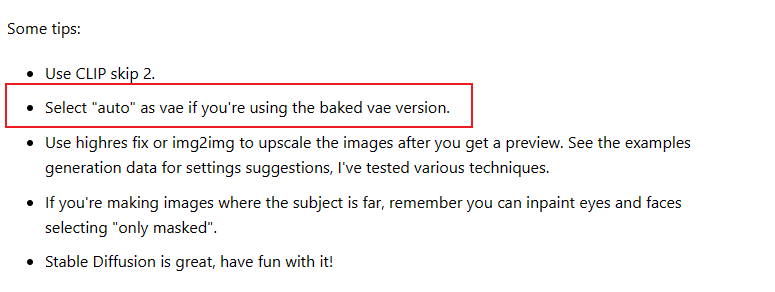 Some tips:
• Use CLIP skip 2.
• Select "auto" as vae if you're using the baked vae version.
• Use highres fix or img2img to upscale the images after you get a preview. See the examples
generation data for settings suggestions, I've tested various techniques.
• If you're making images where the subject is far, remember you can inpaint eyes and faces
selecting "only masked".
• Stable Diffusion is great, have fun with it!